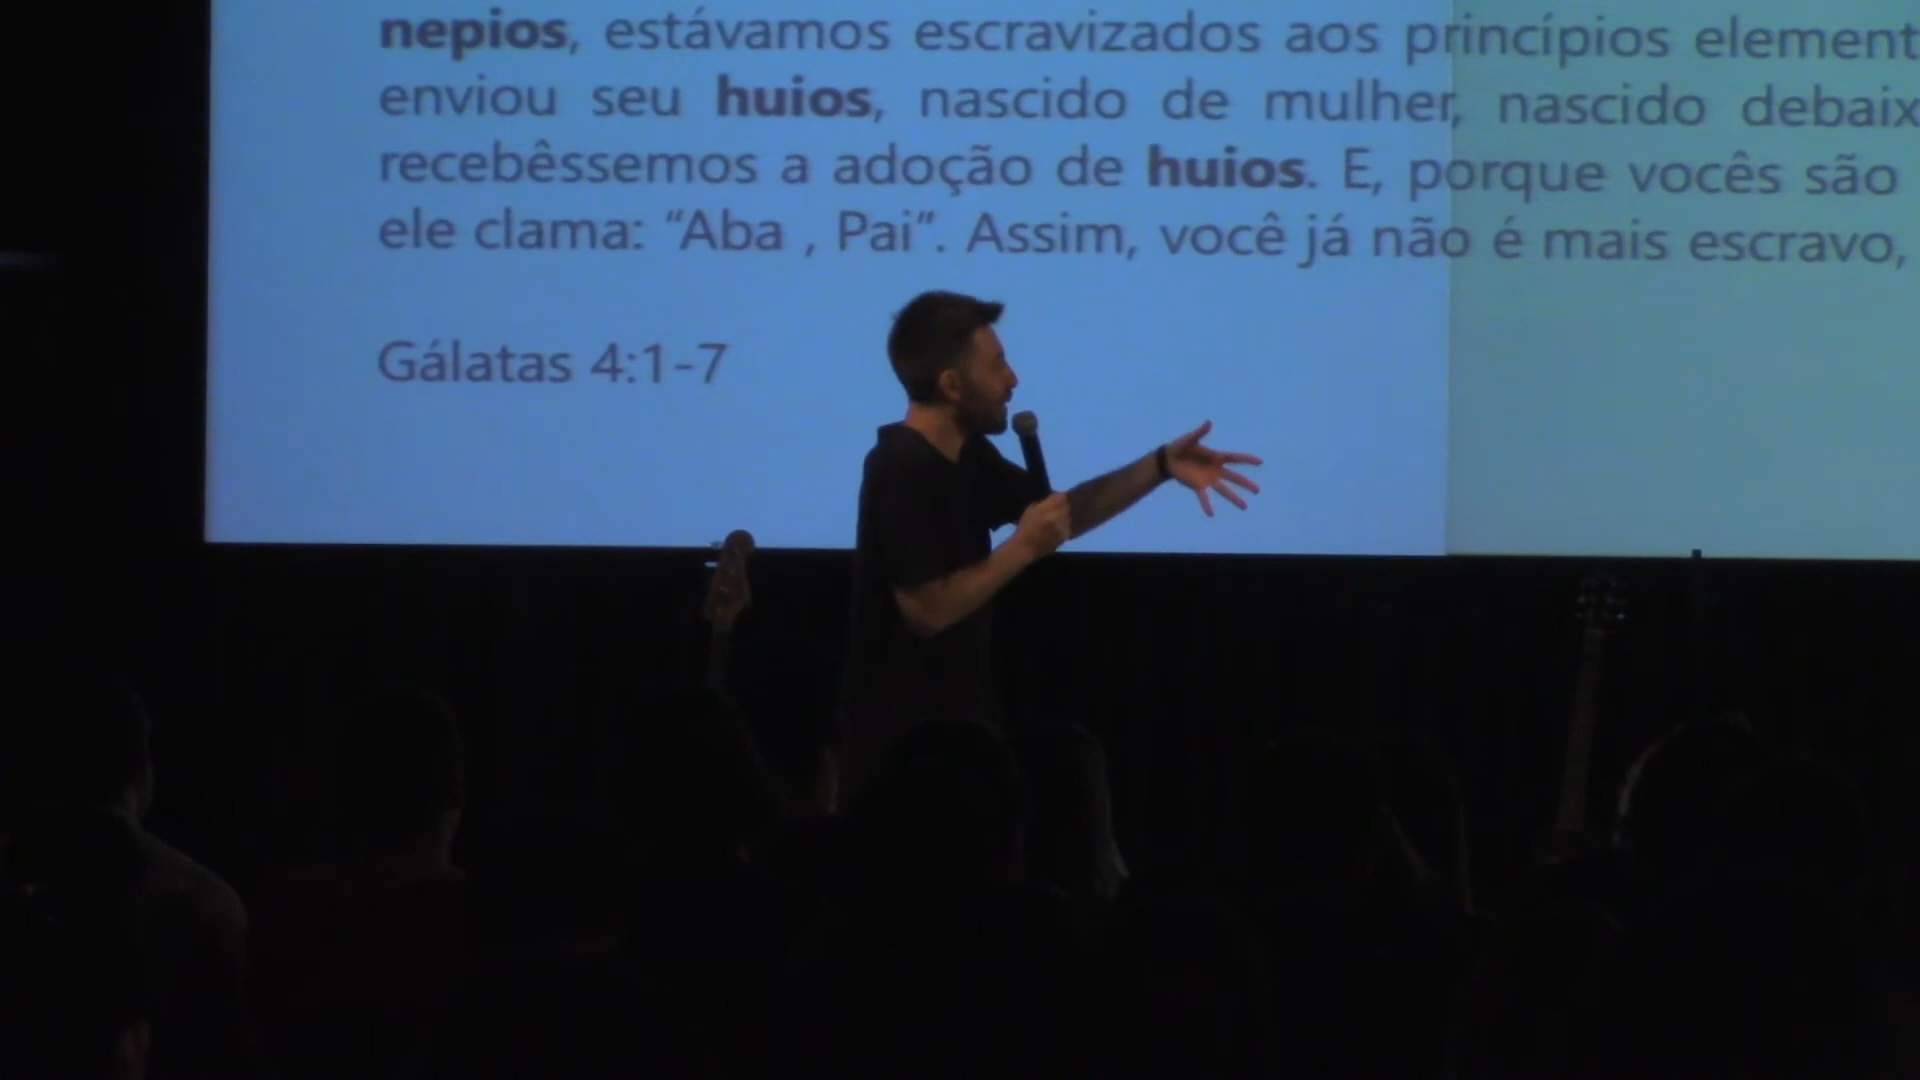 nepios, estávamos escravizados aos princípios element
enviou seu huios, nascido de mulher, nascido debaix
recebêssemos a adoção de huios. E, porque vocês são
ele clama: “Aba , Pai”. Assim, você já não é mais escravo,
Gálatas 4:1-7